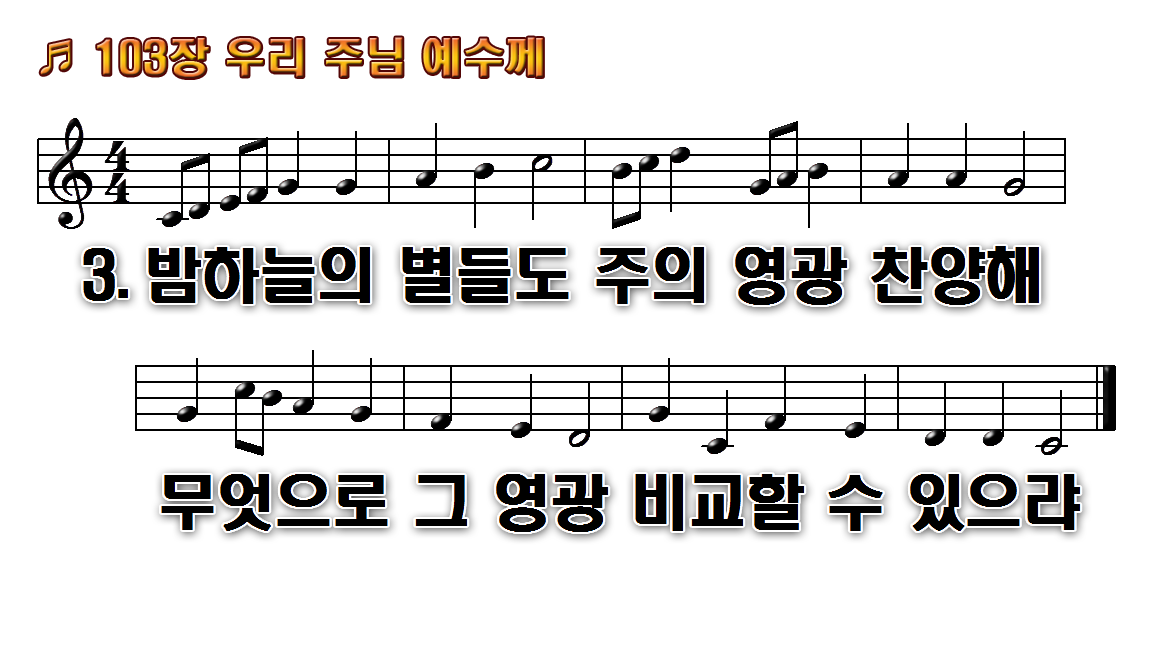 ♬ 103장 우리 주님 예수께
3. 밤하늘의 별들도 주의 영광 찬양해
무엇으로 그 영광 비교할 수 있으랴